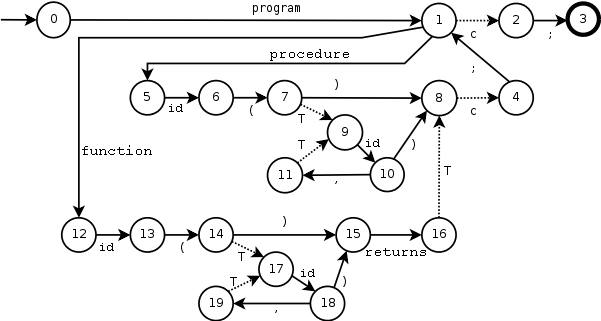 program
0 1 2 3
c ;
procedure
;
5 6 7 8 4
id ( ) c
T 9 id )
T
11 , 10
function
T
12 13 14 15 16
id ( ) returns
T 17 id )
T
19 , 18